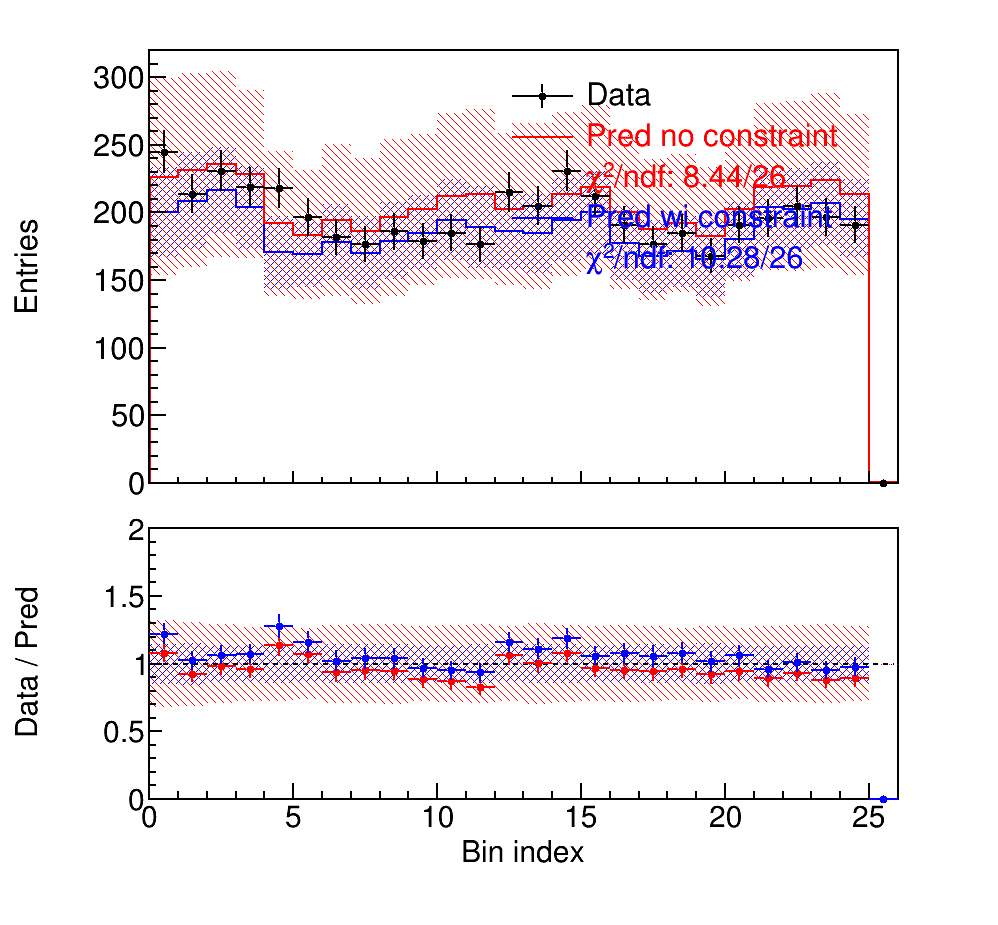 300
250
200
150
100
50
0
Entries
Data
Pred no constraint
χ²/ndf: 8.44/26
Pred wi constraint
χ²/ndf: 10.28/26
2
1.5
1
0.5
0
Data / Pred
0 5 10 15 20 25
Bin index